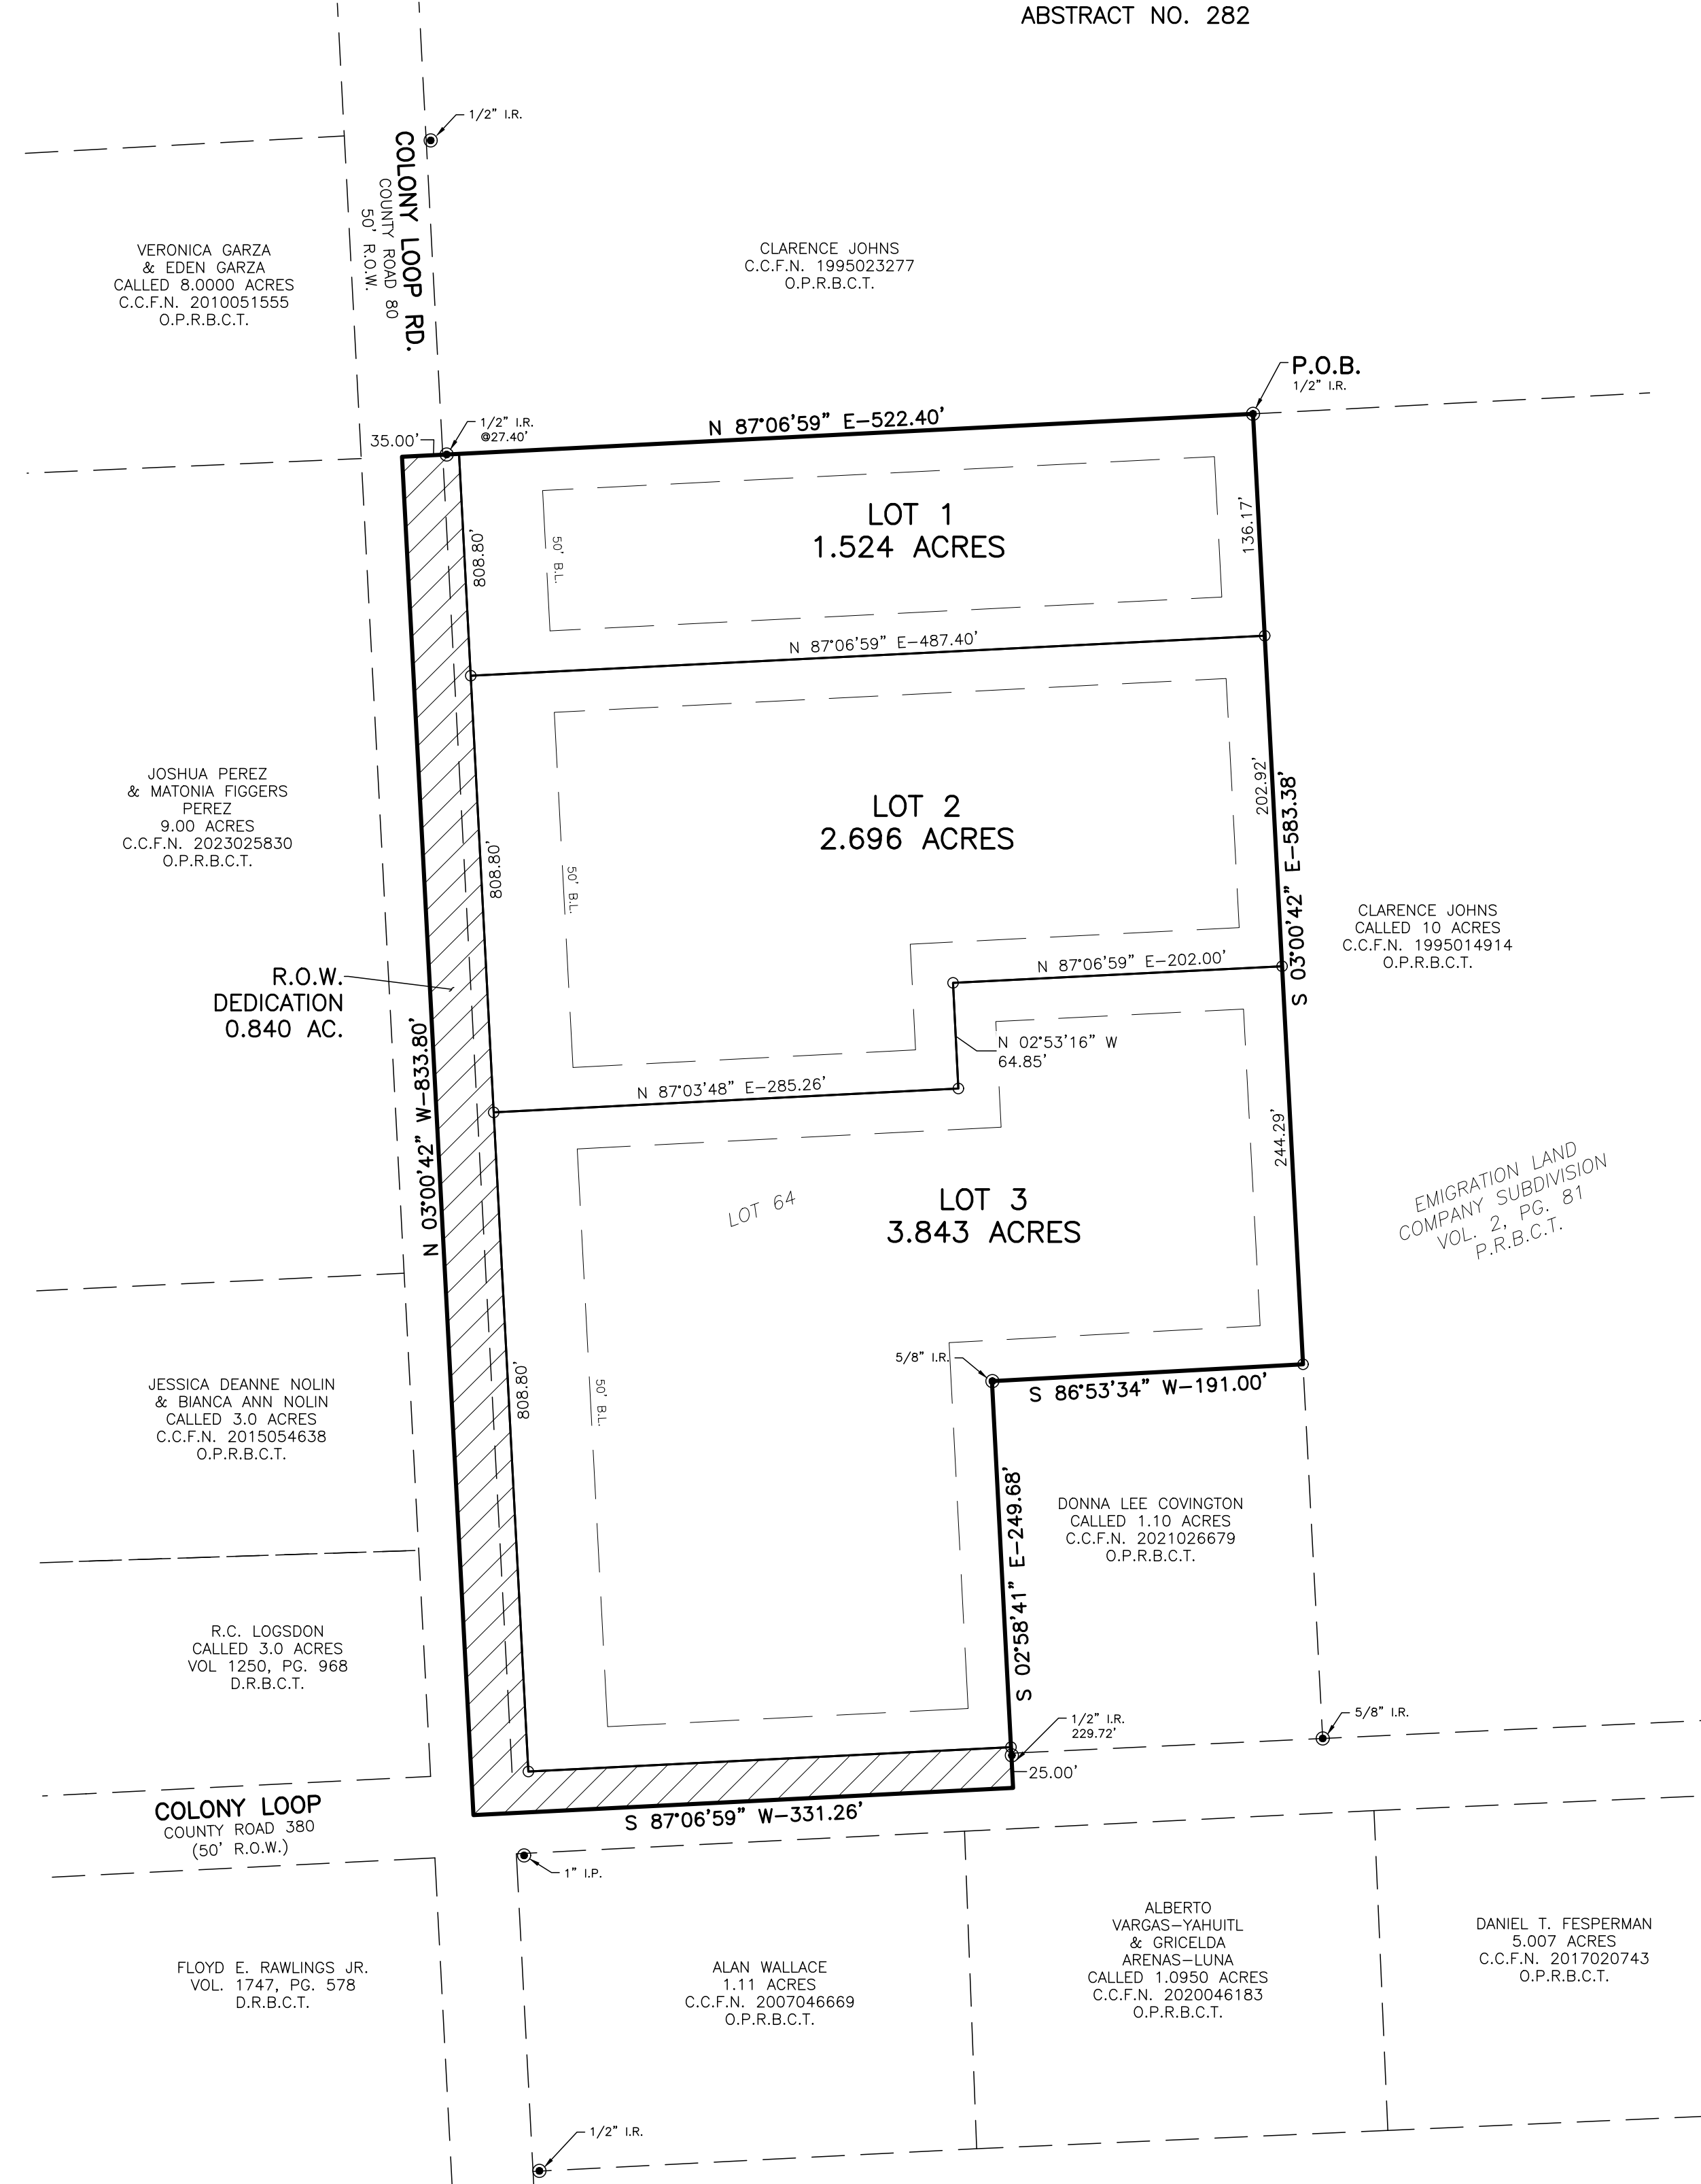 ABSTRACT NO. 282
1/2" I.R.
COLONY LOOP RD.
COUNTY ROAD 80
50' R.O.W.
VERONICA GARZA
& EDEN GARZA
CALLED 8.0000 ACRES
C.C.F.N. 2010051555
O.P.R.B.C.T.
CLARENCE JOHNS
C.C.F.N. 1995023277
O.P.R.B.C.T.
P.O.B.
1/2" I.R.
35.00'
1/2" I.R.
@27.40'
N 87°06'59" E-522.40'
LOT 1
1.524 ACRES
50' B.L.
808.80'
136.17'
N 87°06'59" E-487.40'
JOSHUA PEREZ
& MATONIA FIGGERS
PEREZ
9.00 ACRES
C.C.F.N. 2023025830
O.P.R.B.C.T.
LOT 2
2.696 ACRES
50' B.L.
808.80'
202.92'
S 03°00'42" E-583.38'
CLARENCE JOHNS
CALLED 10 ACRES
C.C.F.N. 1995014914
O.P.R.B.C.T.
R.O.W.
DEDICATION
0.840 AC.
N 87°06'59" E-202.00'
N 02°53'16" W
64.85'
N 87°03'48" E-285.26'
N 03°00'42" W-833.80'
244.29'
LOT 64
LOT 3
3.843 ACRES
EMIGRATION LAND
COMPANY SUBDIVISION
VOL. 2, PG. 81
P.R.B.C.T.
5/8" I.R.
S 86°53'34" W-191.00'
808.80'
50' B.L.
JESSICA DEANNE NOLIN
& BIANCA ANN NOLIN
CALLED 3.0 ACRES
C.C.F.N. 2015054638
O.P.R.B.C.T.
S 02°58'41" E-249.68'
DONNA LEE COVINGTON
CALLED 1.10 ACRES
C.C.F.N. 2021026679
O.P.R.B.C.T.
R.C. LOGSDON
CALLED 3.0 ACRES
VOL 1250, PG. 968
D.R.B.C.T.
1/2" I.R.
229.72'
5/8" I.R.
25.00'
COLONY LOOP
COUNTY ROAD 380
(50' R.O.W.)
S 87°06'59" W-331.26'
1" I.P.
FLOYD E. RAWLINGS JR.
VOL. 1747, PG. 578
D.R.B.C.T.
ALAN WALLACE
1.11 ACRES
C.C.F.N. 2007046669
O.P.R.B.C.T.
ALBERTO
VARGAS-YAHUITL
& GRICELDA
ARENAS-LUNA
CALLED 1.0950 ACRES
C.C.F.N. 2020046183
O.P.R.B.C.T.
DANIEL T. FESPERMAN
5.007 ACRES
C.C.F.N. 2017020743
O.P.R.B.C.T.
1/2" I.R.